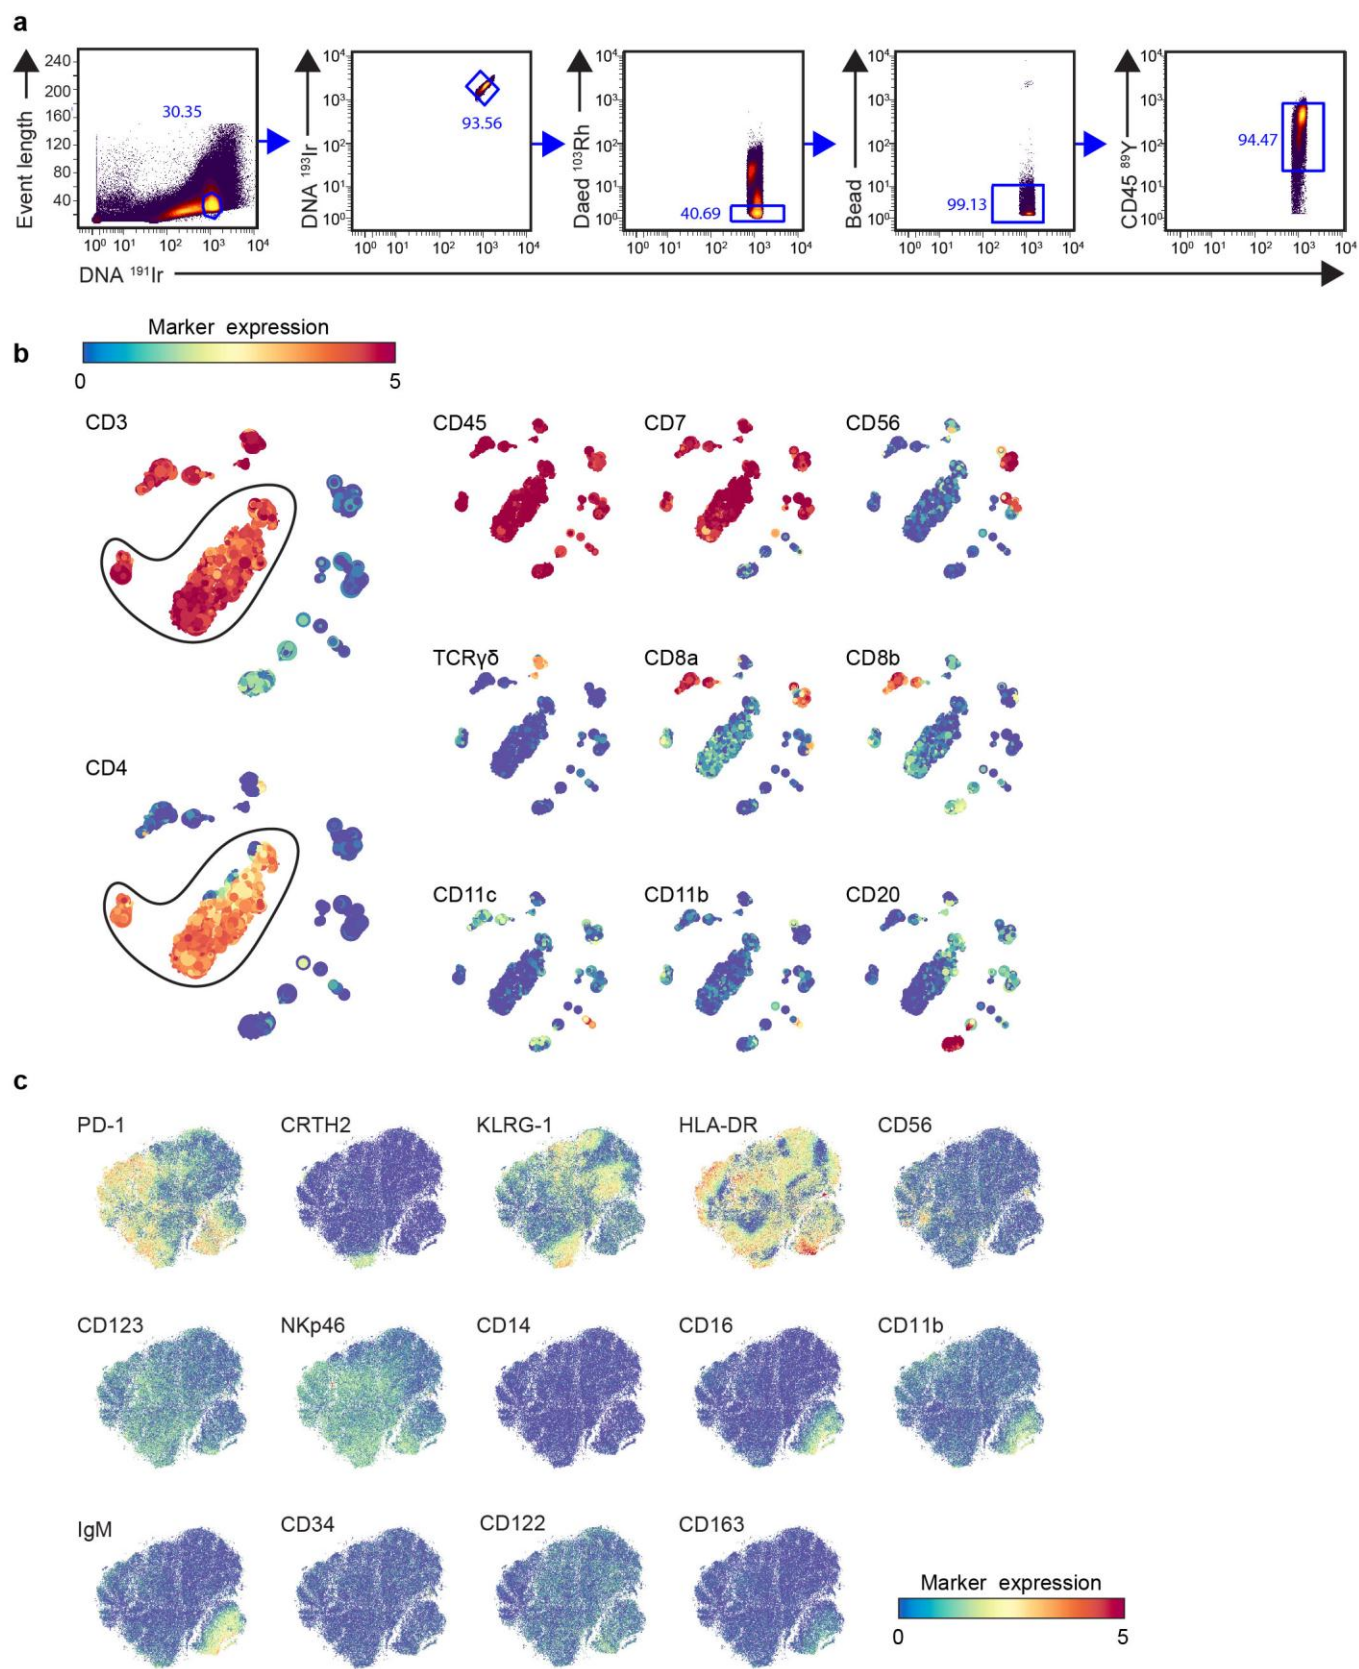 a
Event length
240
200
160
120
80
40
30.35
10⁰ 10¹ 10² 10³ 10⁴
DNA ¹⁹³Ir
10⁴
10³
10²
10¹
10⁰
93.56
10⁰ 10¹ 10² 10³ 10⁴
Daed ¹⁰³Rh
10⁴
10³
10²
10¹
10⁰
40.69
10⁰ 10¹ 10² 10³ 10⁴
Bead
10⁴
10³
10²
10¹
10⁰
99.13
10⁰ 10¹ 10² 10³ 10⁴
CD45 ⁸⁹Y
10⁴
10³
10²
10¹
10⁰
94.47
10⁰ 10¹ 10² 10³ 10⁴
DNA ¹⁹¹Ir
b
Marker expression
0 5
CD3
CD45 CD7 CD56
TCRγδ CD8a CD8b
CD4
CD11c CD11b CD20
c
PD-1 CRTH2 KLRG-1 HLA-DR CD56
CD123 NKp46 CD14 CD16 CD11b
IgM CD34 CD122 CD163
Marker expression
0 5